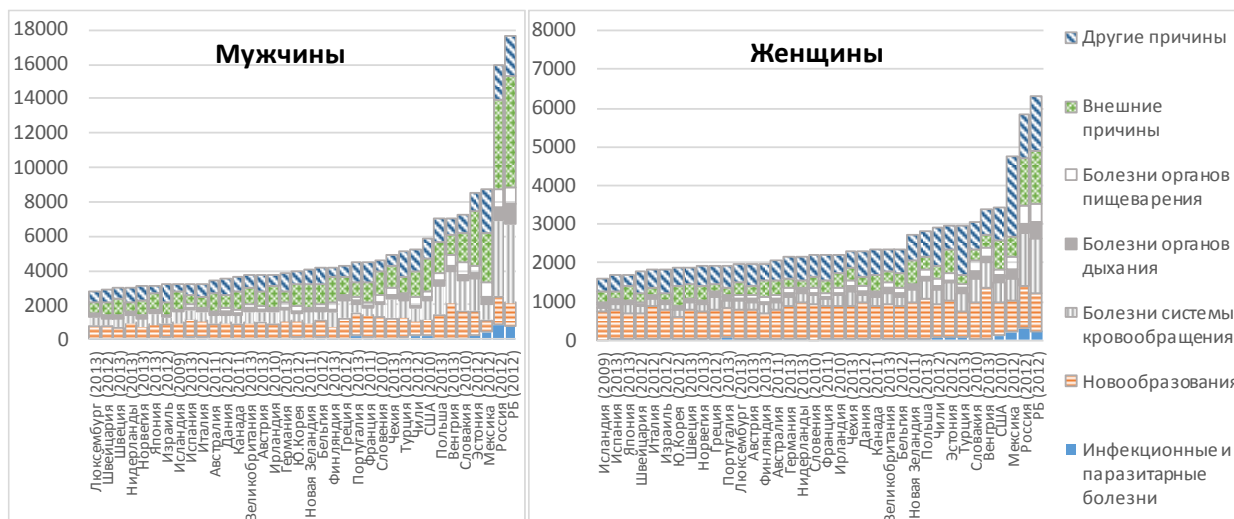 18000
16000
14000
12000
10000
8000
6000
4000
2000
0
Мужчины
Люксембург (2013)
Швейцария (2012)
Швеция (2013)
Нидерланды (2013)
Норвегия (2013)
Япония (2013)
Израиль (2012)
Исландия (2009)
Испания (2013)
Италия (2012)
Австралия (2011)
Дания (2012)
Канада (2011)
Великобритания (2013)
Австрия (2013)
Ирландия (2010)
Германия (2013)
Ю.Корея (2012)
Новая Зеландия (2011)
Бельгия (2012)
Финляндия (2013)
Греция (2012)
Португалия (2013)
Франция (2011)
Словения (2010)
Чехия (2013)
Турция (2013)
Чили (2012)
США (2010)
Польша (2013)
Венгрия (2013)
Словакия (2010)
Эстония (2012)
Мексика (2012)
Россия (2012)
РБ (2012)
8000
7000
6000
5000
4000
3000
2000
1000
0
Женщины
Исландия (2009)
Испания (2013)
Япония (2013)
Швейцария (2012)
Италия (2012)
Израиль (2012)
Ю.Корея (2012)
Швеция (2013)
Норвегия (2013)
Греция (2012)
Португалия (2013)
Люксембург (2013)
Австрия (2013)
Финляндия (2013)
Австралия (2011)
Германия (2013)
Нидерланды (2013)
Словения (2010)
Франция (2011)
Ирландия (2010)
Чехия (2013)
Дания (2012)
Канада (2011)
Великобритания (2013)
Бельгия (2012)
Новая Зеландия (2011)
Польша (2013)
Чили (2012)
Эстония (2012)
Турция (2013)
Словакия (2010)
Венгрия (2013)
США (2010)
Мексика (2012)
Россия (2012)
РБ (2012)
Другие причины
Внешние
причины
Болезни органов
пищеварения
Болезни органов
дыхания
Болезни системы
кровообращения
Новообразования
Инфекционные и
паразитарные
болезни